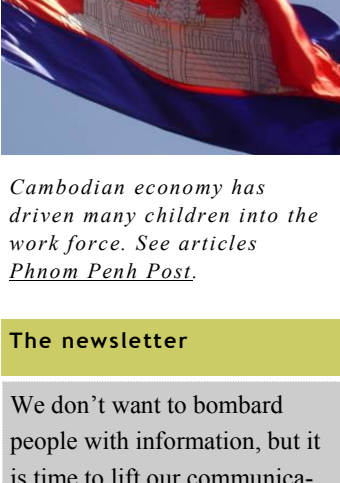 Cambodian economy has
driven many children into the
work force. See articles
Phnom Penh Post.
The newsletter
We don’t want to bombard
people with information, but it
is time to lift our communica-